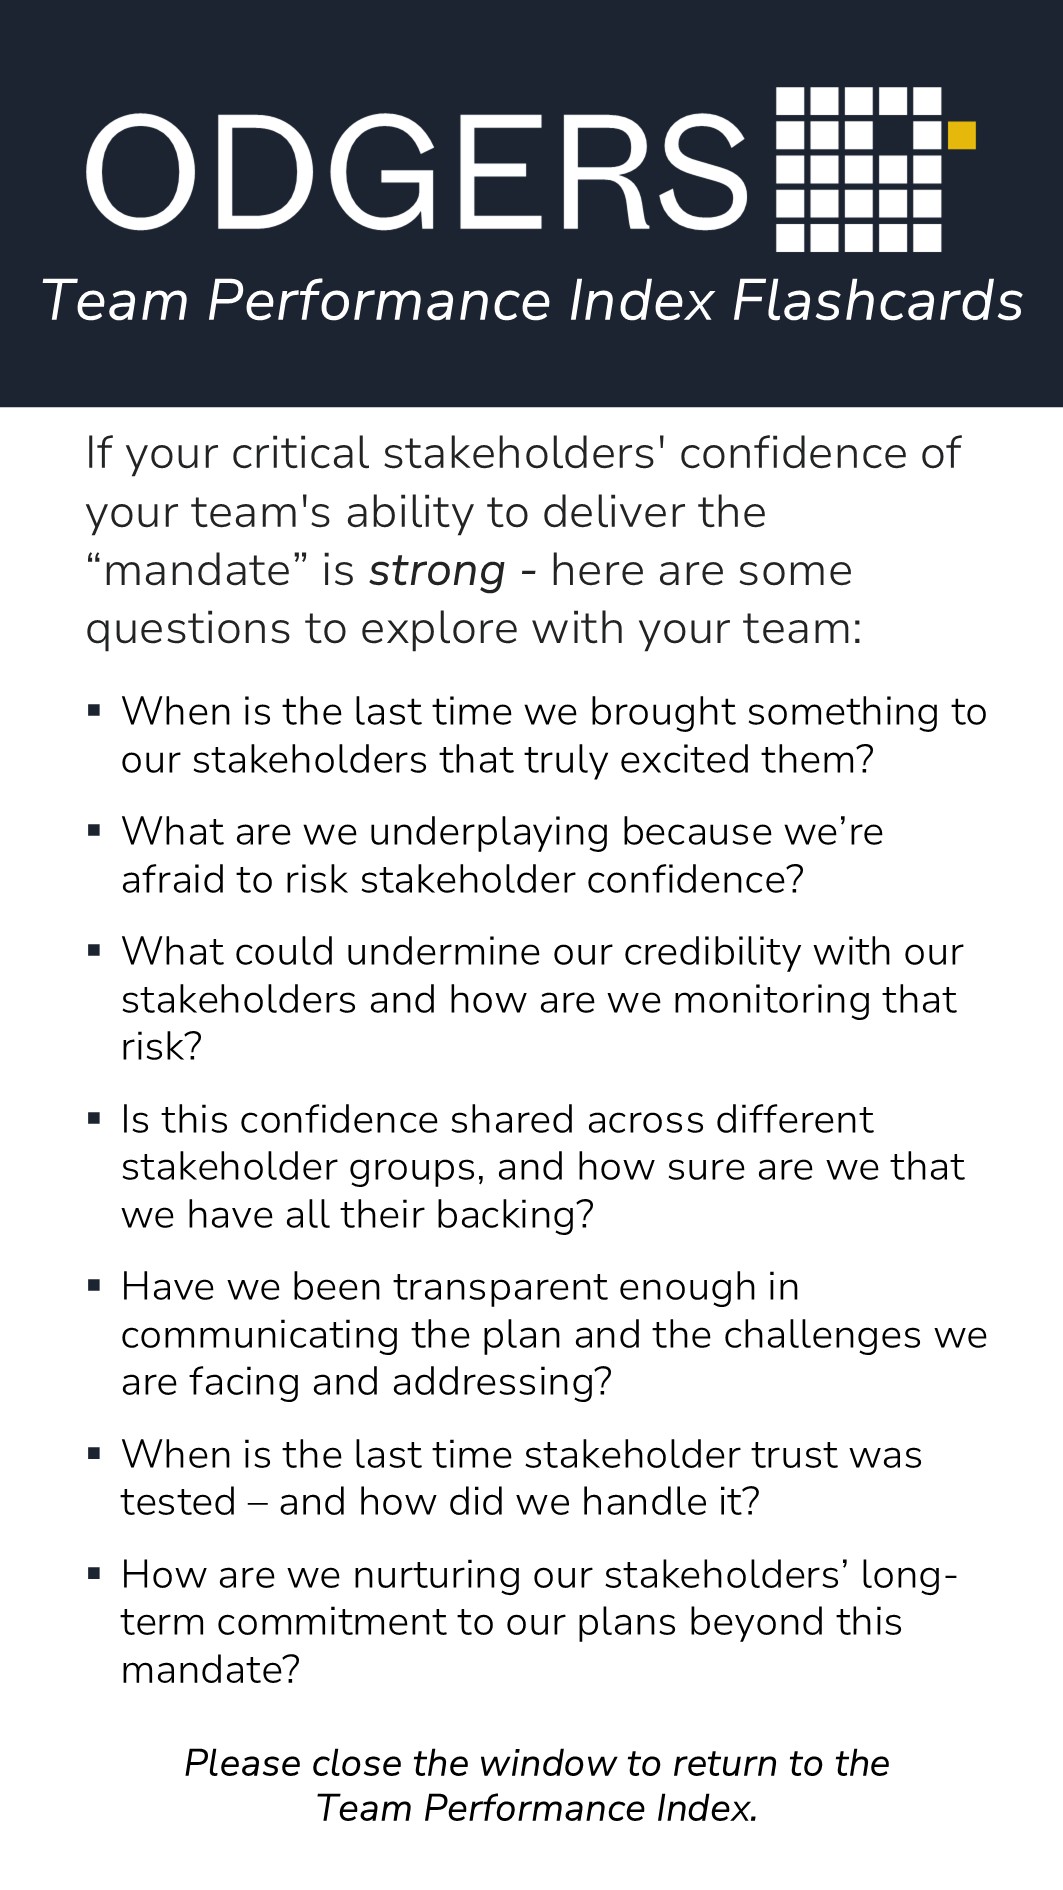 ODGERS
Team Performance Index Flashcards
If your critical stakeholders' confidence of
your team's ability to deliver the
“mandate” is strong - here are some
questions to explore with your team:
▪ When is the last time we brought something to
our stakeholders that truly excited them?
▪ What are we underplaying because we’re
afraid to risk stakeholder confidence?
▪ What could undermine our credibility with our
stakeholders and how are we monitoring that
risk?
▪ Is this confidence shared across different
stakeholder groups, and how sure are we that
we have all their backing?
▪ Have we been transparent enough in
communicating the plan and the challenges we
are facing and addressing?
▪ When is the last time stakeholder trust was
tested – and how did we handle it?
▪ How are we nurturing our stakeholders’ long-
term commitment to our plans beyond this
mandate?
Please close the window to return to the
Team Performance Index.